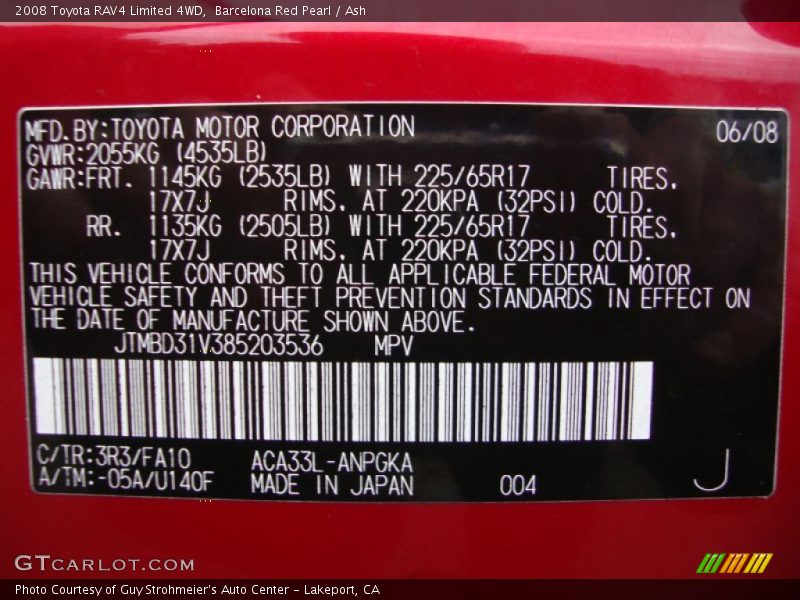 2008 Toyota RAV4 Limited 4WD,  Barcelona Red Pearl / Ash
MFD.BY:TOYOTA MOTOR CORPORATION 06/08
GVWR:2055KG (4535LB)
GAWR:FRT. 1145KG (2535LB) WITH 225/65R17 TIRES.
17X7J RIMS. AT 220KPA (32PSI) COLD.
RR. 1135KG (2505LB) WITH 225/65R17 TIRES.
17X7J RIMS. AT 220KPA (32PSI) COLD.
THIS VEHICLE CONFORMS TO ALL APPLICABLE FEDERAL MOTOR
VEHICLE SAFETY AND THEFT PREVENTION STANDARDS IN EFFECT ON
THE DATE OF MANUFACTURE SHOWN ABOVE.
JTMBD31V385203536 MPV
C/TR:3R3/FA10 ACA33L-ANPGKA
A/TM:-05A/U140F MADE IN JAPAN 004 J
GTCARLOT.COM
Photo Courtesy of Guy Strohmeier's Auto Center - Lakeport, CA